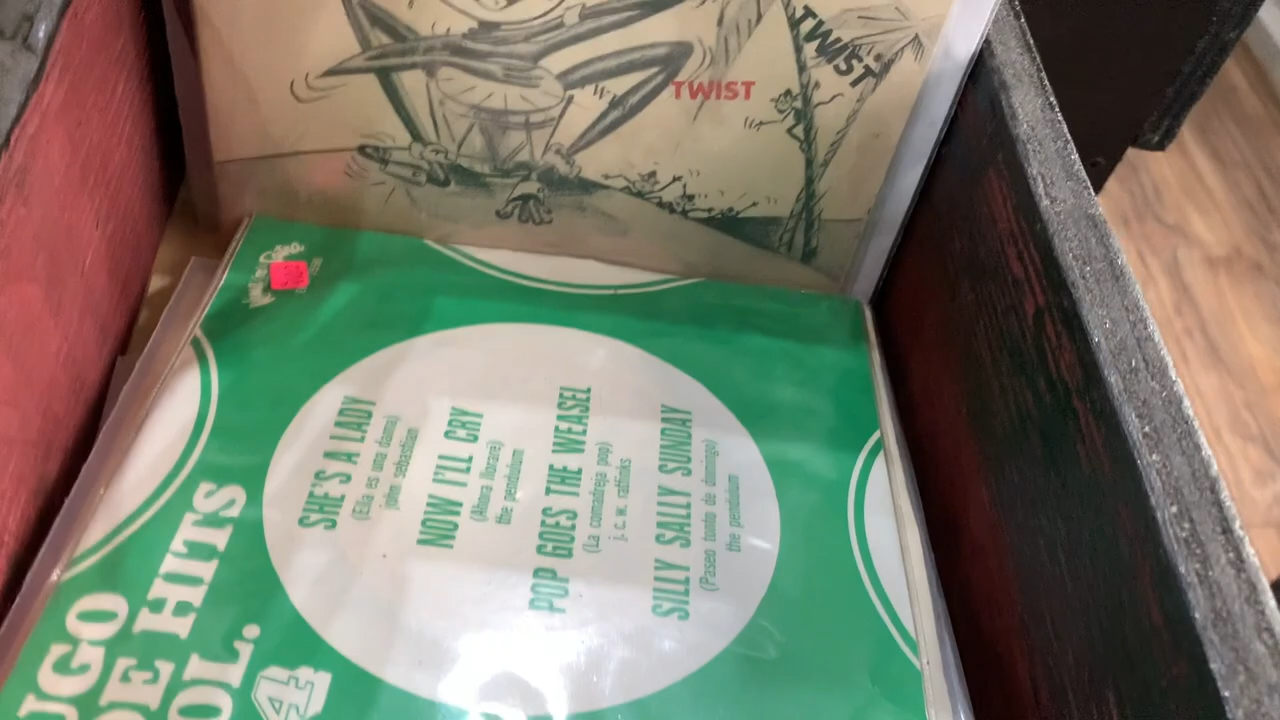 TWIST
TWIST
SHE'S A LADY
(Ella es una dama)
john sebastian
NOW I'LL CRY
(Ahora lloraré)
the pendulum
POP GOES THE WEASEL
(La comadreja pop)
j. c. w. ratfinks
SILLY SALLY SUNDAY
(Paseo tonto de domingo)
the pendulum
UGO
DE HITS
OL.
4